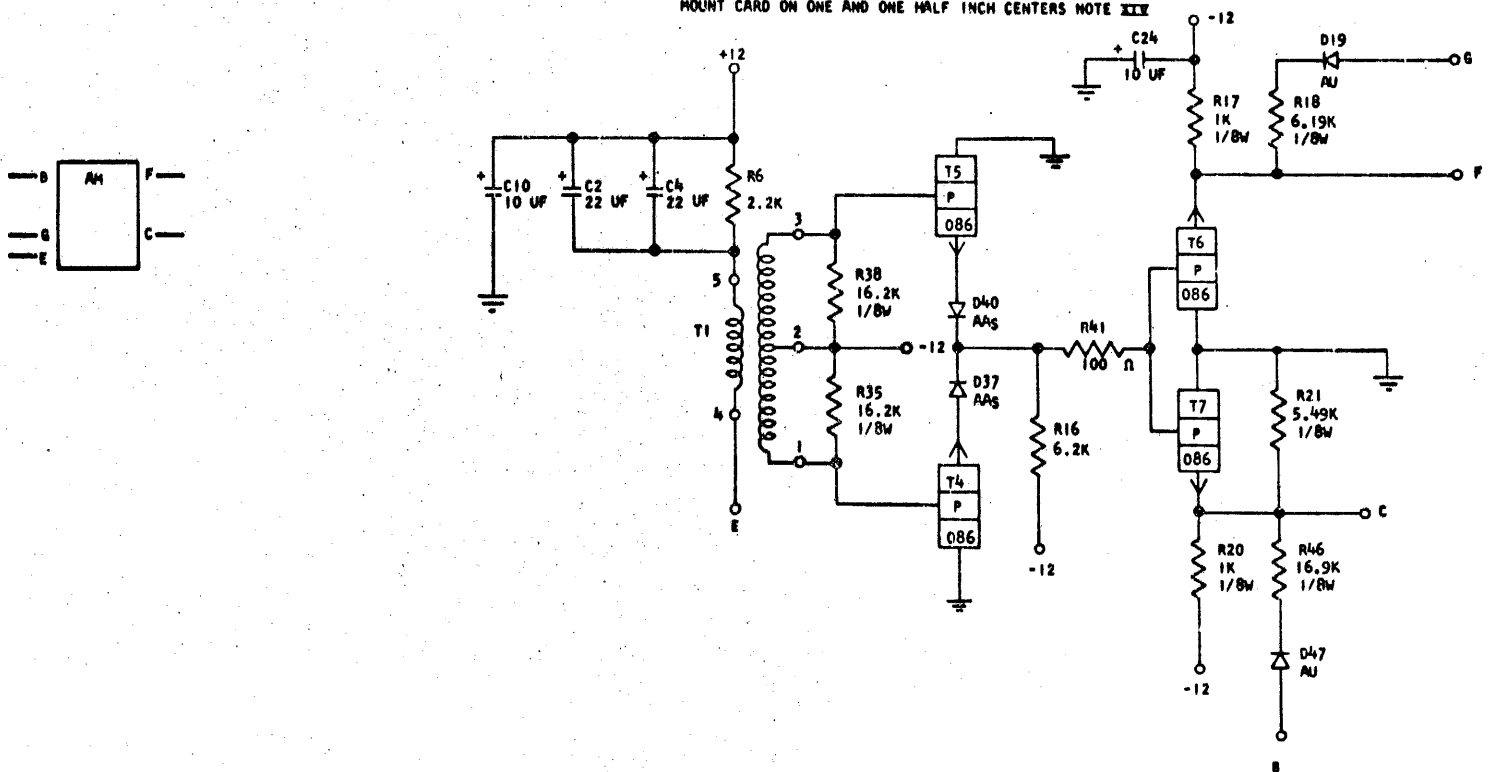 MOUNT CARD ON ONE AND ONE HALF INCH CENTERS NOTE XIV
-12
C24
+
10 UF
D19
AU
G
+12
R17
1K
1/8W
R18
6.19K
1/8W
B
AM
F
G
C
E
+
C10
10 UF
+
C2
22 UF
+
C4
22 UF
R6
2.2K
T5
P
086
F
3
5
T6
P
086
R38
16.2K
1/8W
D40
AAS
T1
2
-12
R41
100 Ω
R35
16.2K
1/8W
D37
AAS
4
T7
P
086
R21
5.49K
1/8W
R16
6.2K
1
T4
P
086
E
C
-12
R20
1K
1/8W
R46
16.9K
1/8W
D47
AU
-12
B